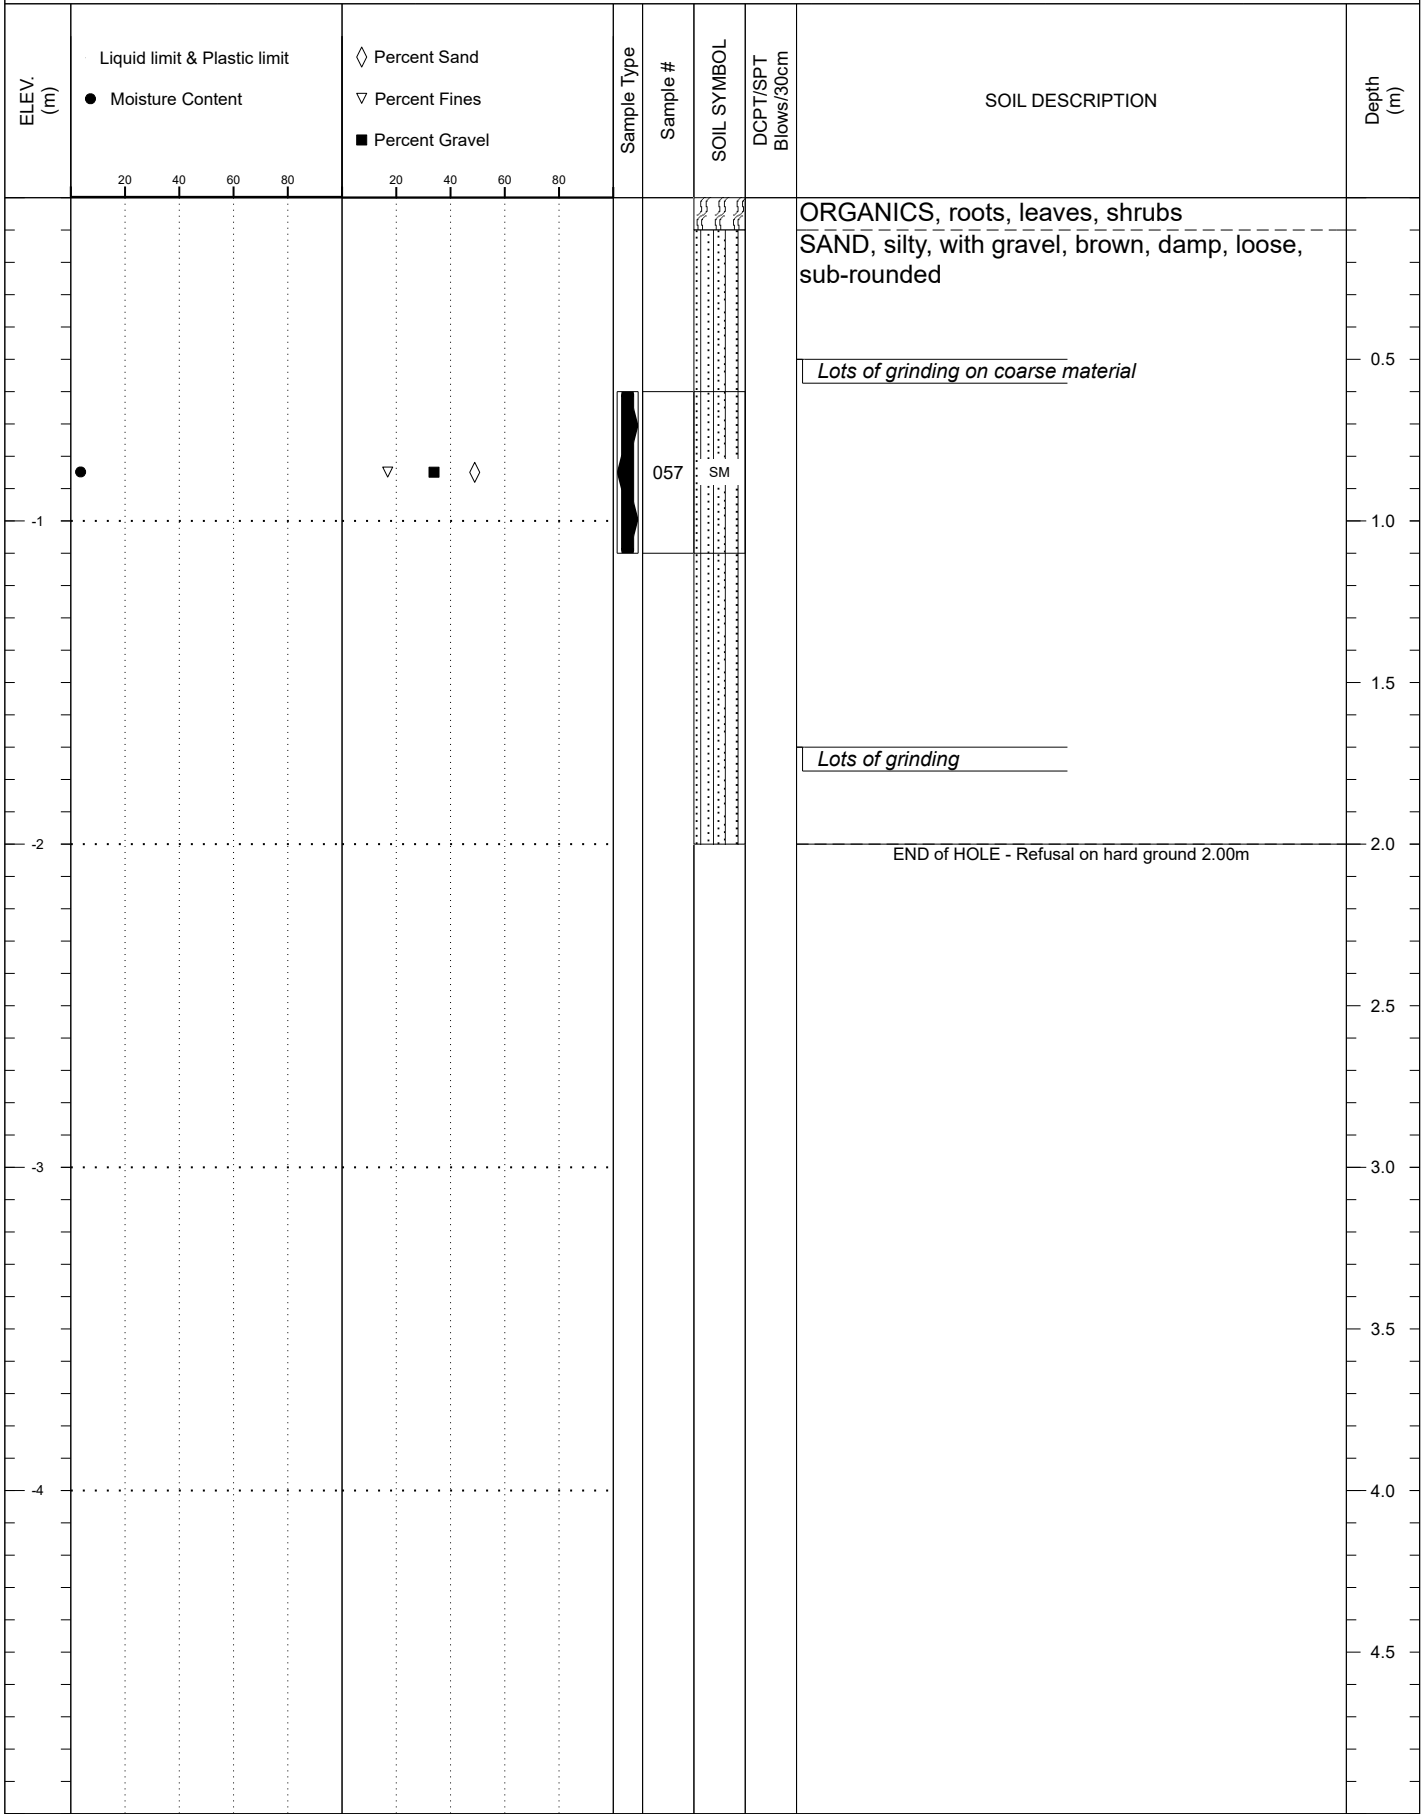 ELEV.
(m)
Liquid limit & Plastic limit
Moisture Content
20 40 60 80
Percent Sand
Percent Fines
Percent Gravel
20 40 60 80
Sample Type
Sample #
SOIL SYMBOL
DCPT/SPT
Blows/30cm
SOIL DESCRIPTION
Depth
(m)
ORGANICS, roots, leaves, shrubs
SAND, silty, with gravel, brown, damp, loose,
sub-rounded
0.5
Lots of grinding on coarse material
057 SM
-1 1.0
1.5
Lots of grinding
-2 2.0
END of HOLE - Refusal on hard ground 2.00m
2.5
-3 3.0
3.5
-4 4.0
4.5